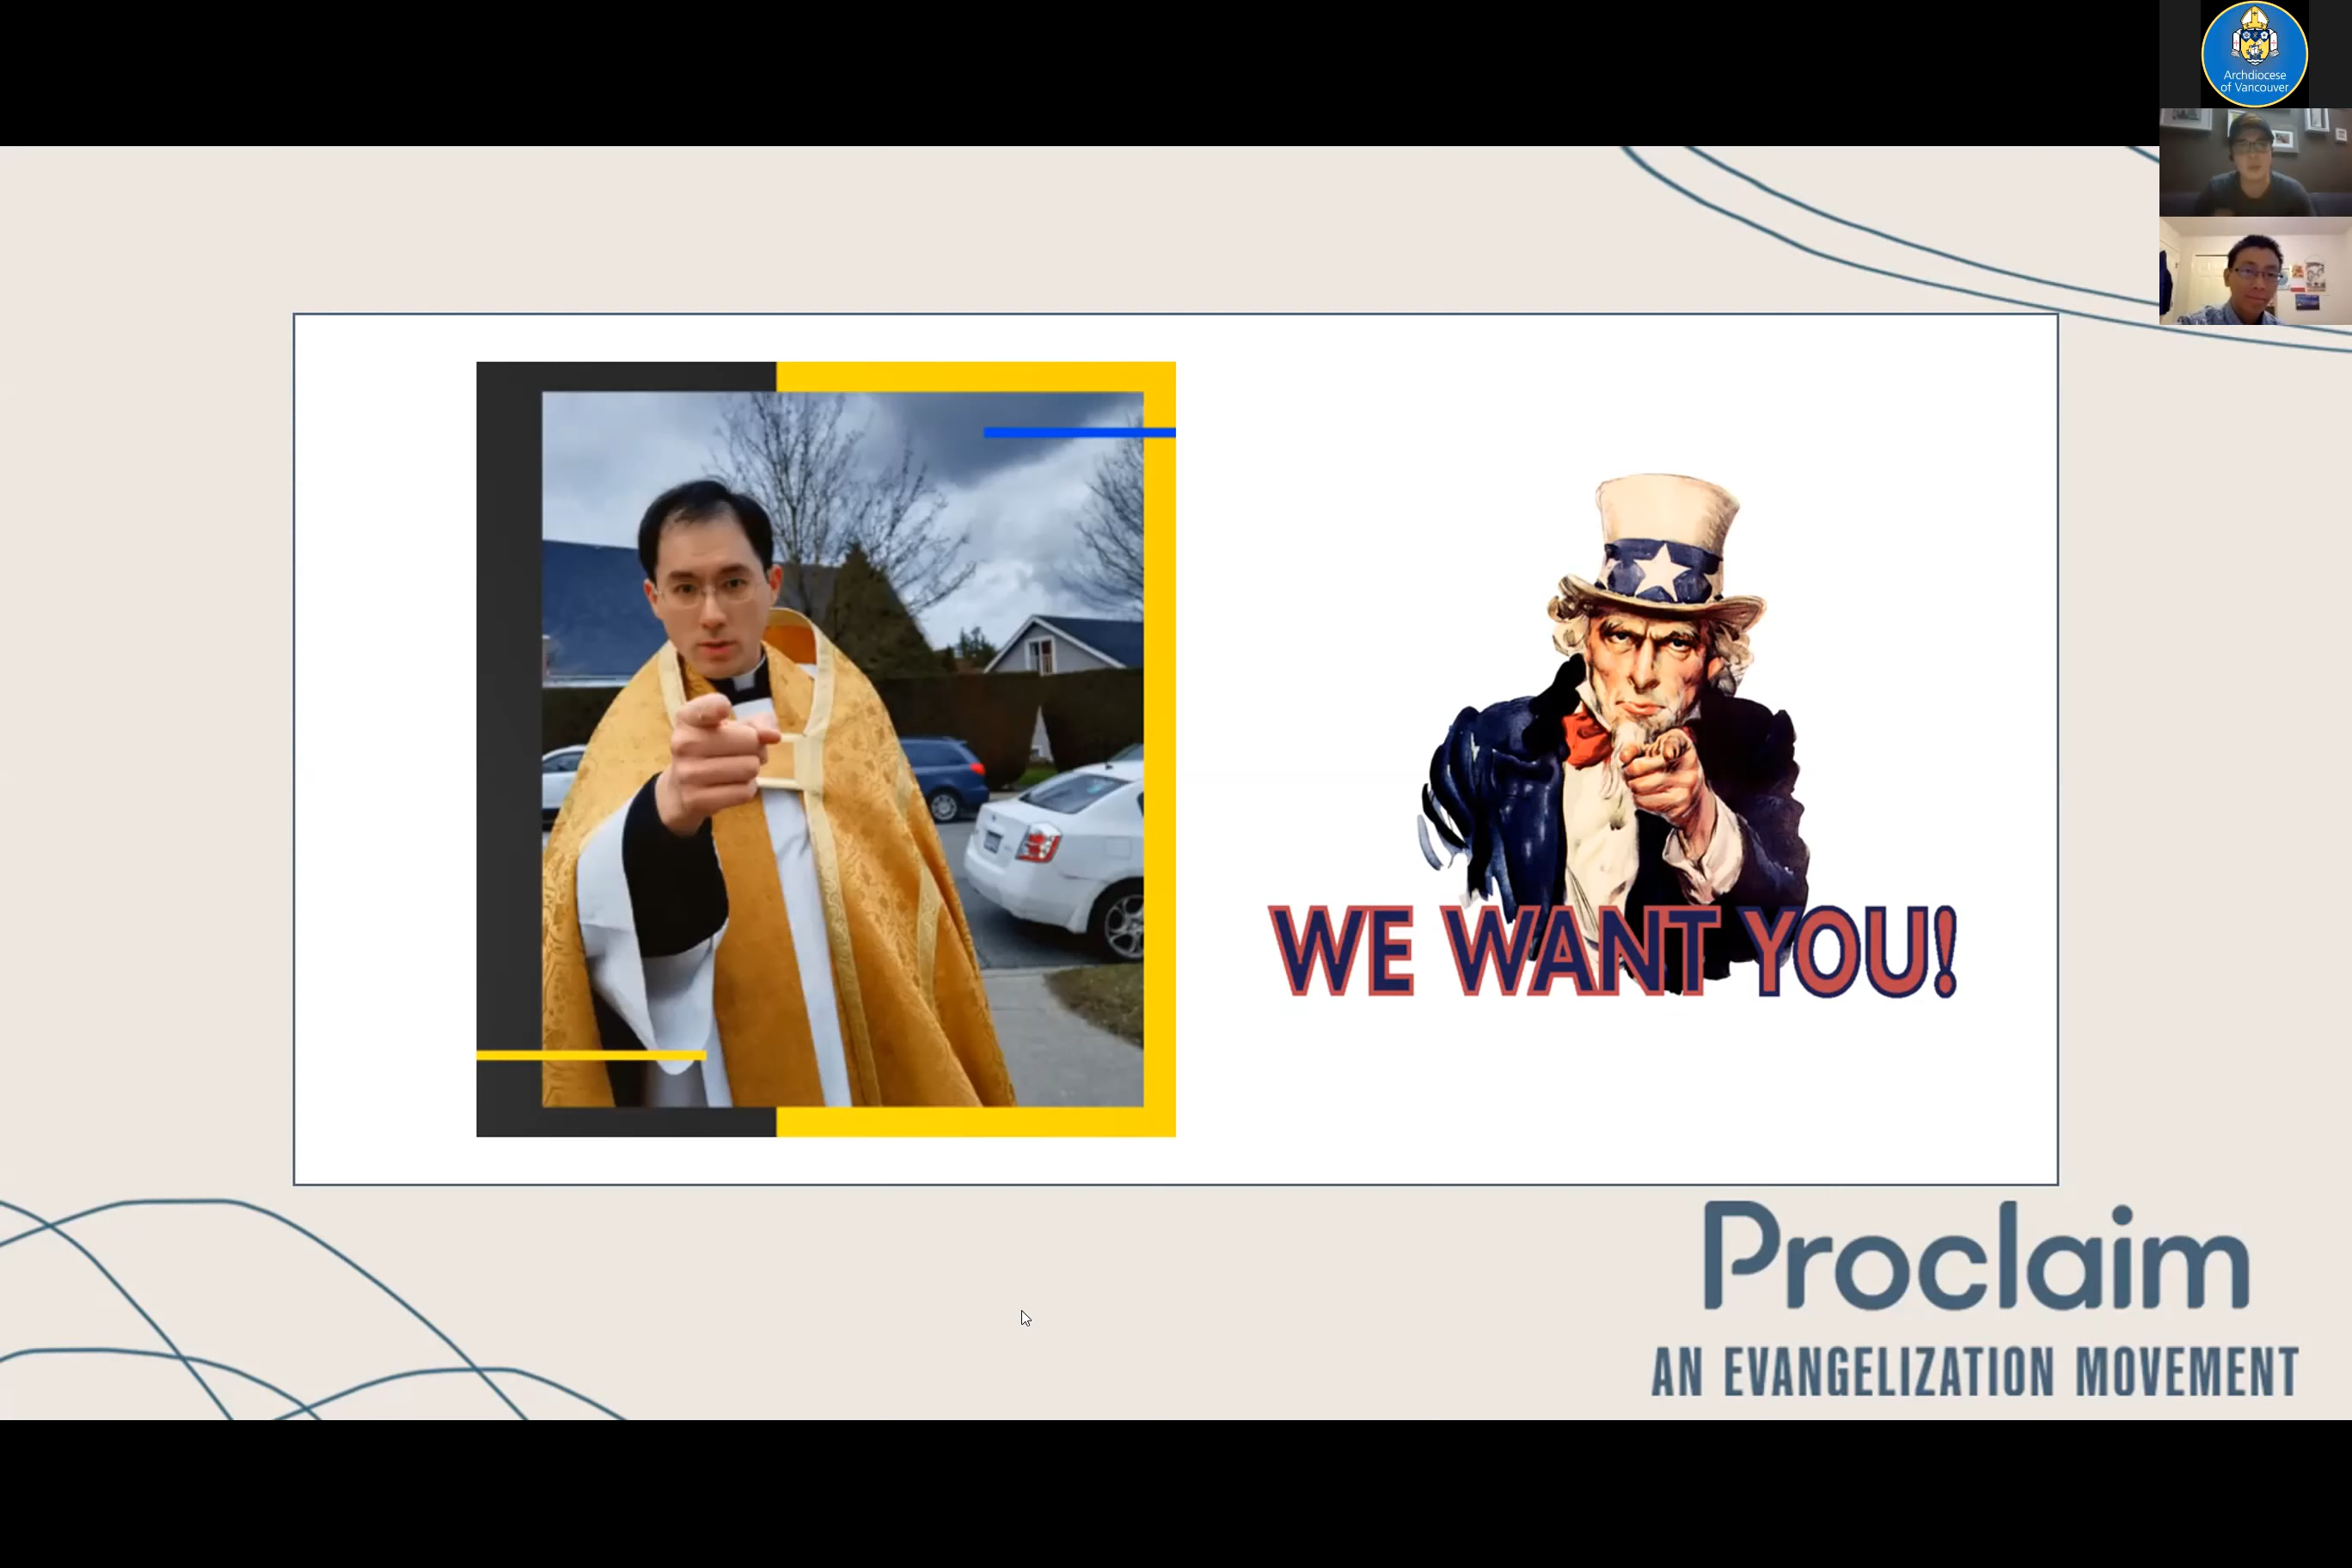 Archdiocese
of Vancouver
WE WANT YOU!
Proclaim
AN EVANGELIZATION MOVEMENT